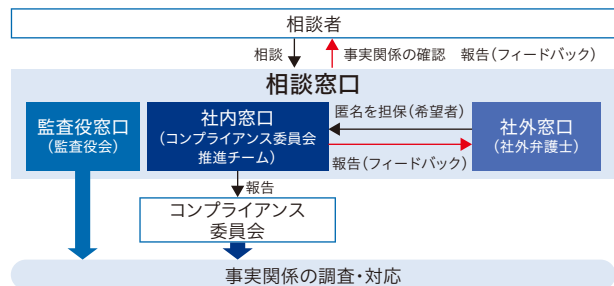 相談者
相談
事実関係の確認　報告（フィードバック）
相談窓口
監査役窓口
（監査役会）
社内窓口
（コンプライアンス委員会
推進チーム）
匿名を担保（希望者）
報告（フィードバック）
社外窓口
（社外弁護士）
報告
コンプライアンス
委員会
事実関係の調査・対応